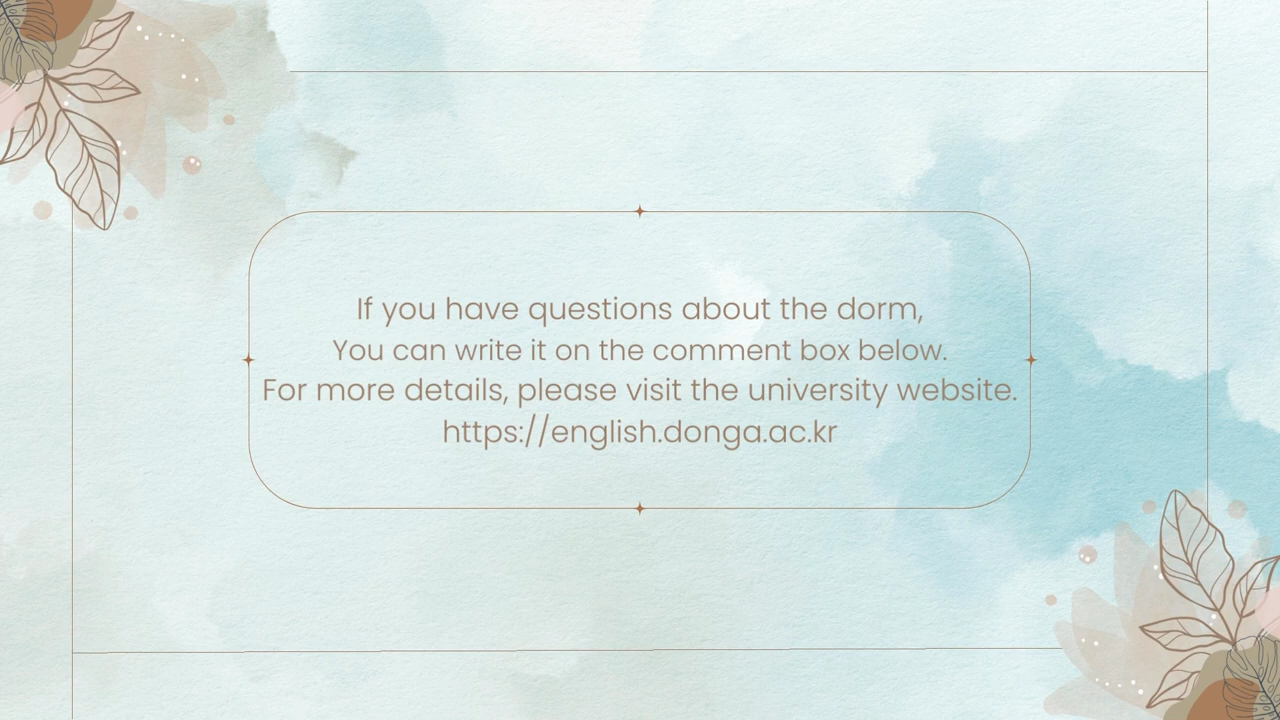 If you have questions about the dorm,
You can write it on the comment box below.
For more details, please visit the university website.
https://english.donga.ac.kr